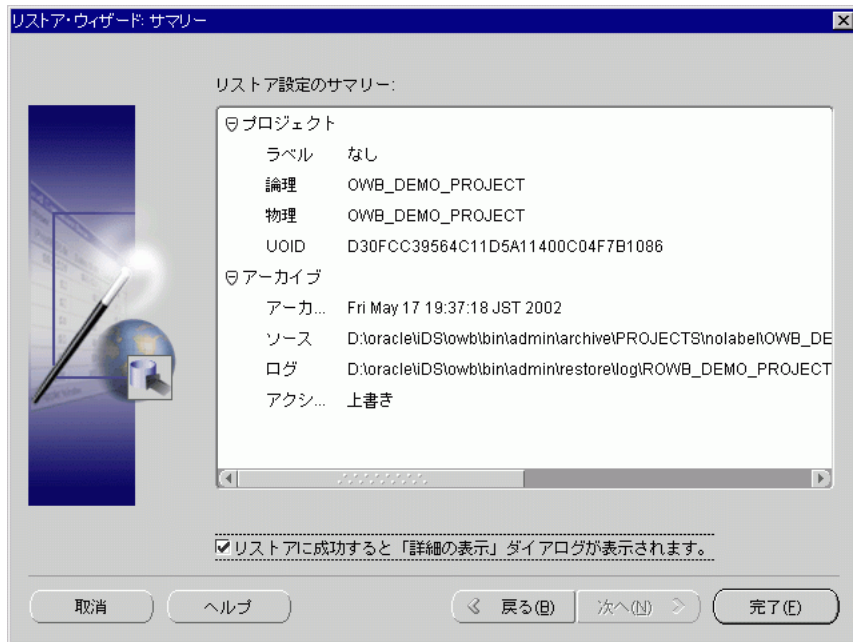 リストア・ウィザード: サマリー
リストア設定のサマリー:
プロジェクト
ラベル なし
論理 OWB_DEMO_PROJECT
物理 OWB_DEMO_PROJECT
UOID D30FCC39564C11D5A11400C04F7B1086
アーカイブ
アーカ... Fri May 17 19:37:18 JST 2002
ソース D:\oracle\iDS\owb\bin\admin\archive\PROJECTS\nolabel\OWB_DE
ログ D:\oracle\iDS\owb\bin\admin\restore\log\ROWB_DEMO_PROJECT
アクシ... 上書き
リストアに成功すると「詳細の表示」ダイアログが表示されます。
取消 ヘルプ 戻る(B) 次へ(N) 完了(F)